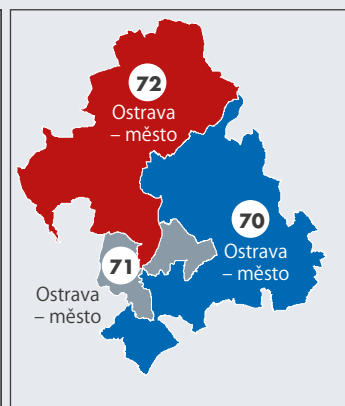 72
Ostrava
– město
70
Ostrava
– město
71
Ostrava
– město